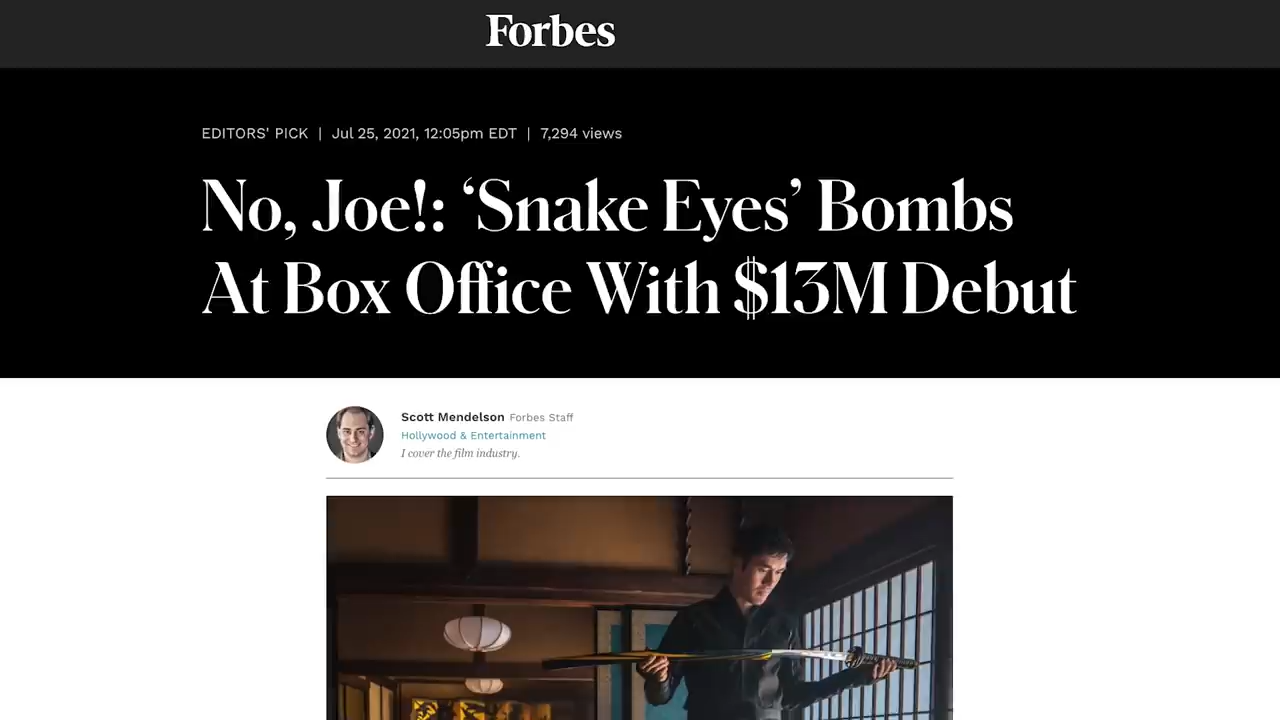 Forbes
EDITORS' PICK | Jul 25, 2021, 12:05pm EDT | 7,294 views
No, Joe!: ‘Snake Eyes’ Bombs
At Box Office With $13M Debut
Scott Mendelson Forbes Staff
Hollywood & Entertainment
I cover the film industry.